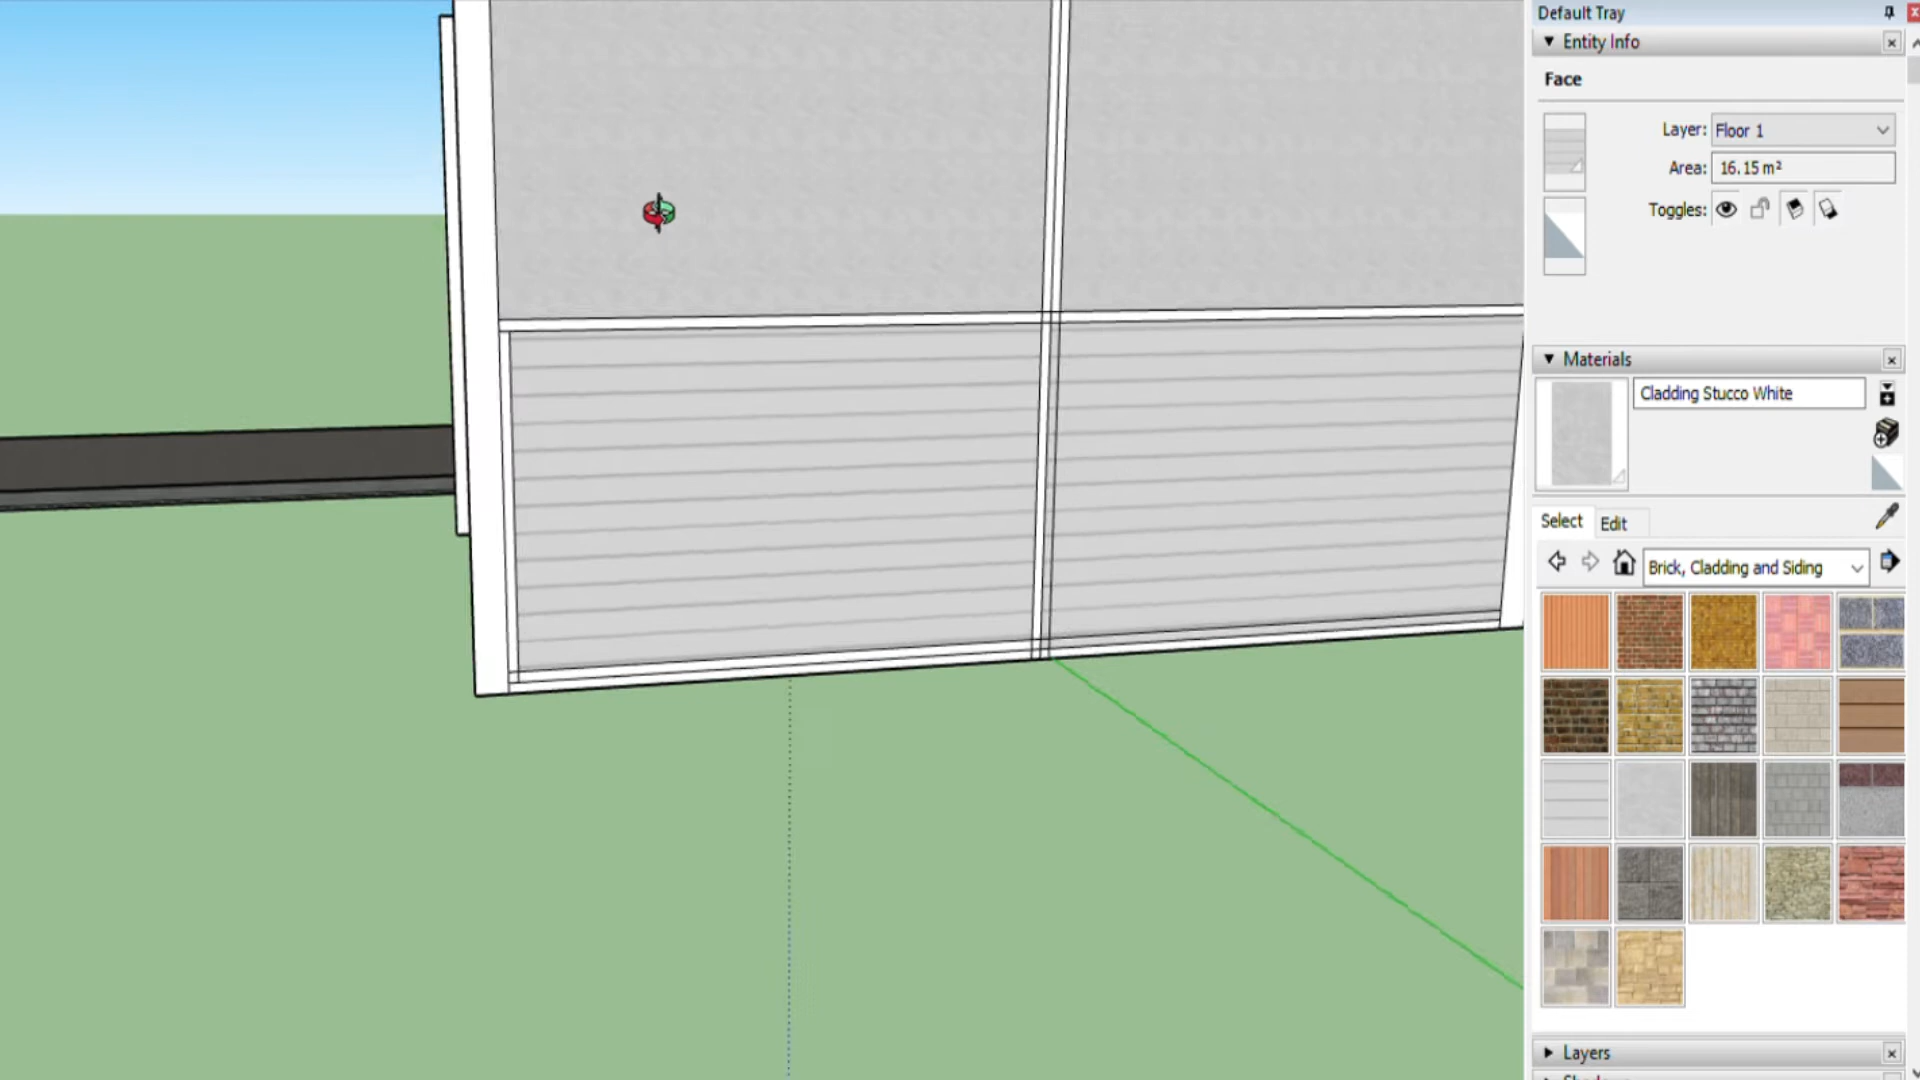 Default Tray
Entity Info
Face
Layer: Floor 1
Area: 16.15 m²
Toggles:
Materials
Cladding Stucco White
Select Edit
Brick, Cladding and Siding
Layers